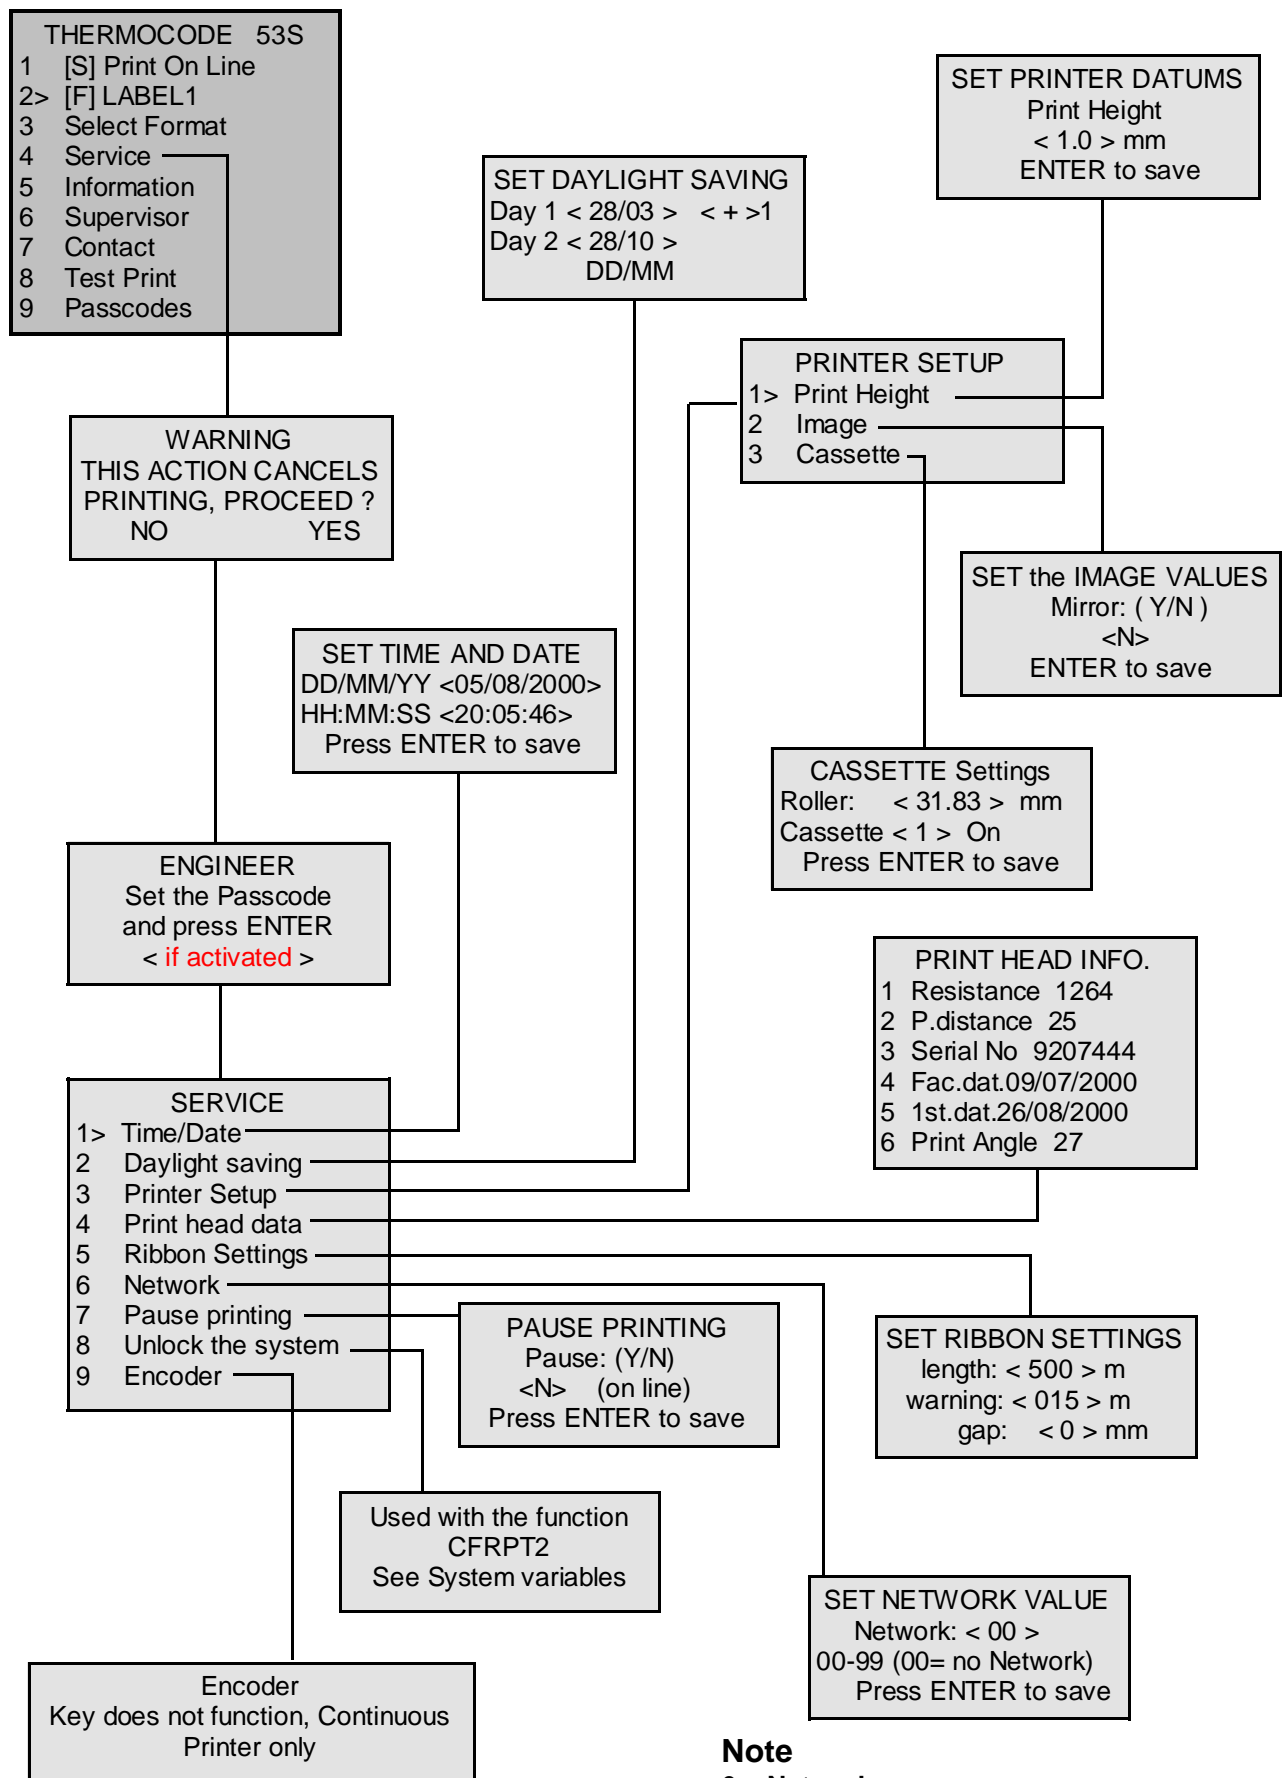 THERMOCODE 53S
1 [S] Print On Line
2> [F] LABEL1
3 Select Format
4 Service
5 Information
6 Supervisor
7 Contact
8 Test Print
9 Passcodes
SET PRINTER DATUMS
Print Height
< 1.0 > mm
ENTER to save
SET DAYLIGHT SAVING
Day 1 < 28/03 > < + >1
Day 2 < 28/10 >
DD/MM
PRINTER SETUP
1> Print Height
2 Image
3 Cassette
WARNING
THIS ACTION CANCELS
PRINTING, PROCEED ?
NO YES
SET the IMAGE VALUES
Mirror: ( Y/N )
<N>
ENTER to save
SET TIME AND DATE
DD/MM/YY <05/08/2000>
HH:MM:SS <20:05:46>
Press ENTER to save
CASSETTE Settings
Roller: < 31.83 > mm
Cassette < 1 > On
Press ENTER to save
ENGINEER
Set the Passcode
and press ENTER
< if activated >
PRINT HEAD INFO.
1 Resistance 1264
2 P.distance 25
3 Serial No 9207444
4 Fac.dat.09/07/2000
5 1st.dat.26/08/2000
6 Print Angle 27
SERVICE
1> Time/Date
2 Daylight saving
3 Printer Setup
4 Print head data
5 Ribbon Settings
6 Network
7 Pause printing
8 Unlock the system
9 Encoder
PAUSE PRINTING
Pause: (Y/N)
<N> (on line)
Press ENTER to save
SET RIBBON SETTINGS
length: < 500 > m
warning: < 015 > m
gap: < 0 > mm
Used with the function
CFRPT2
See System variables
SET NETWORK VALUE
Network: < 00 >
00-99 (00= no Network)
Press ENTER to save
Encoder
Key does not function, Continuous
Printer only
Note